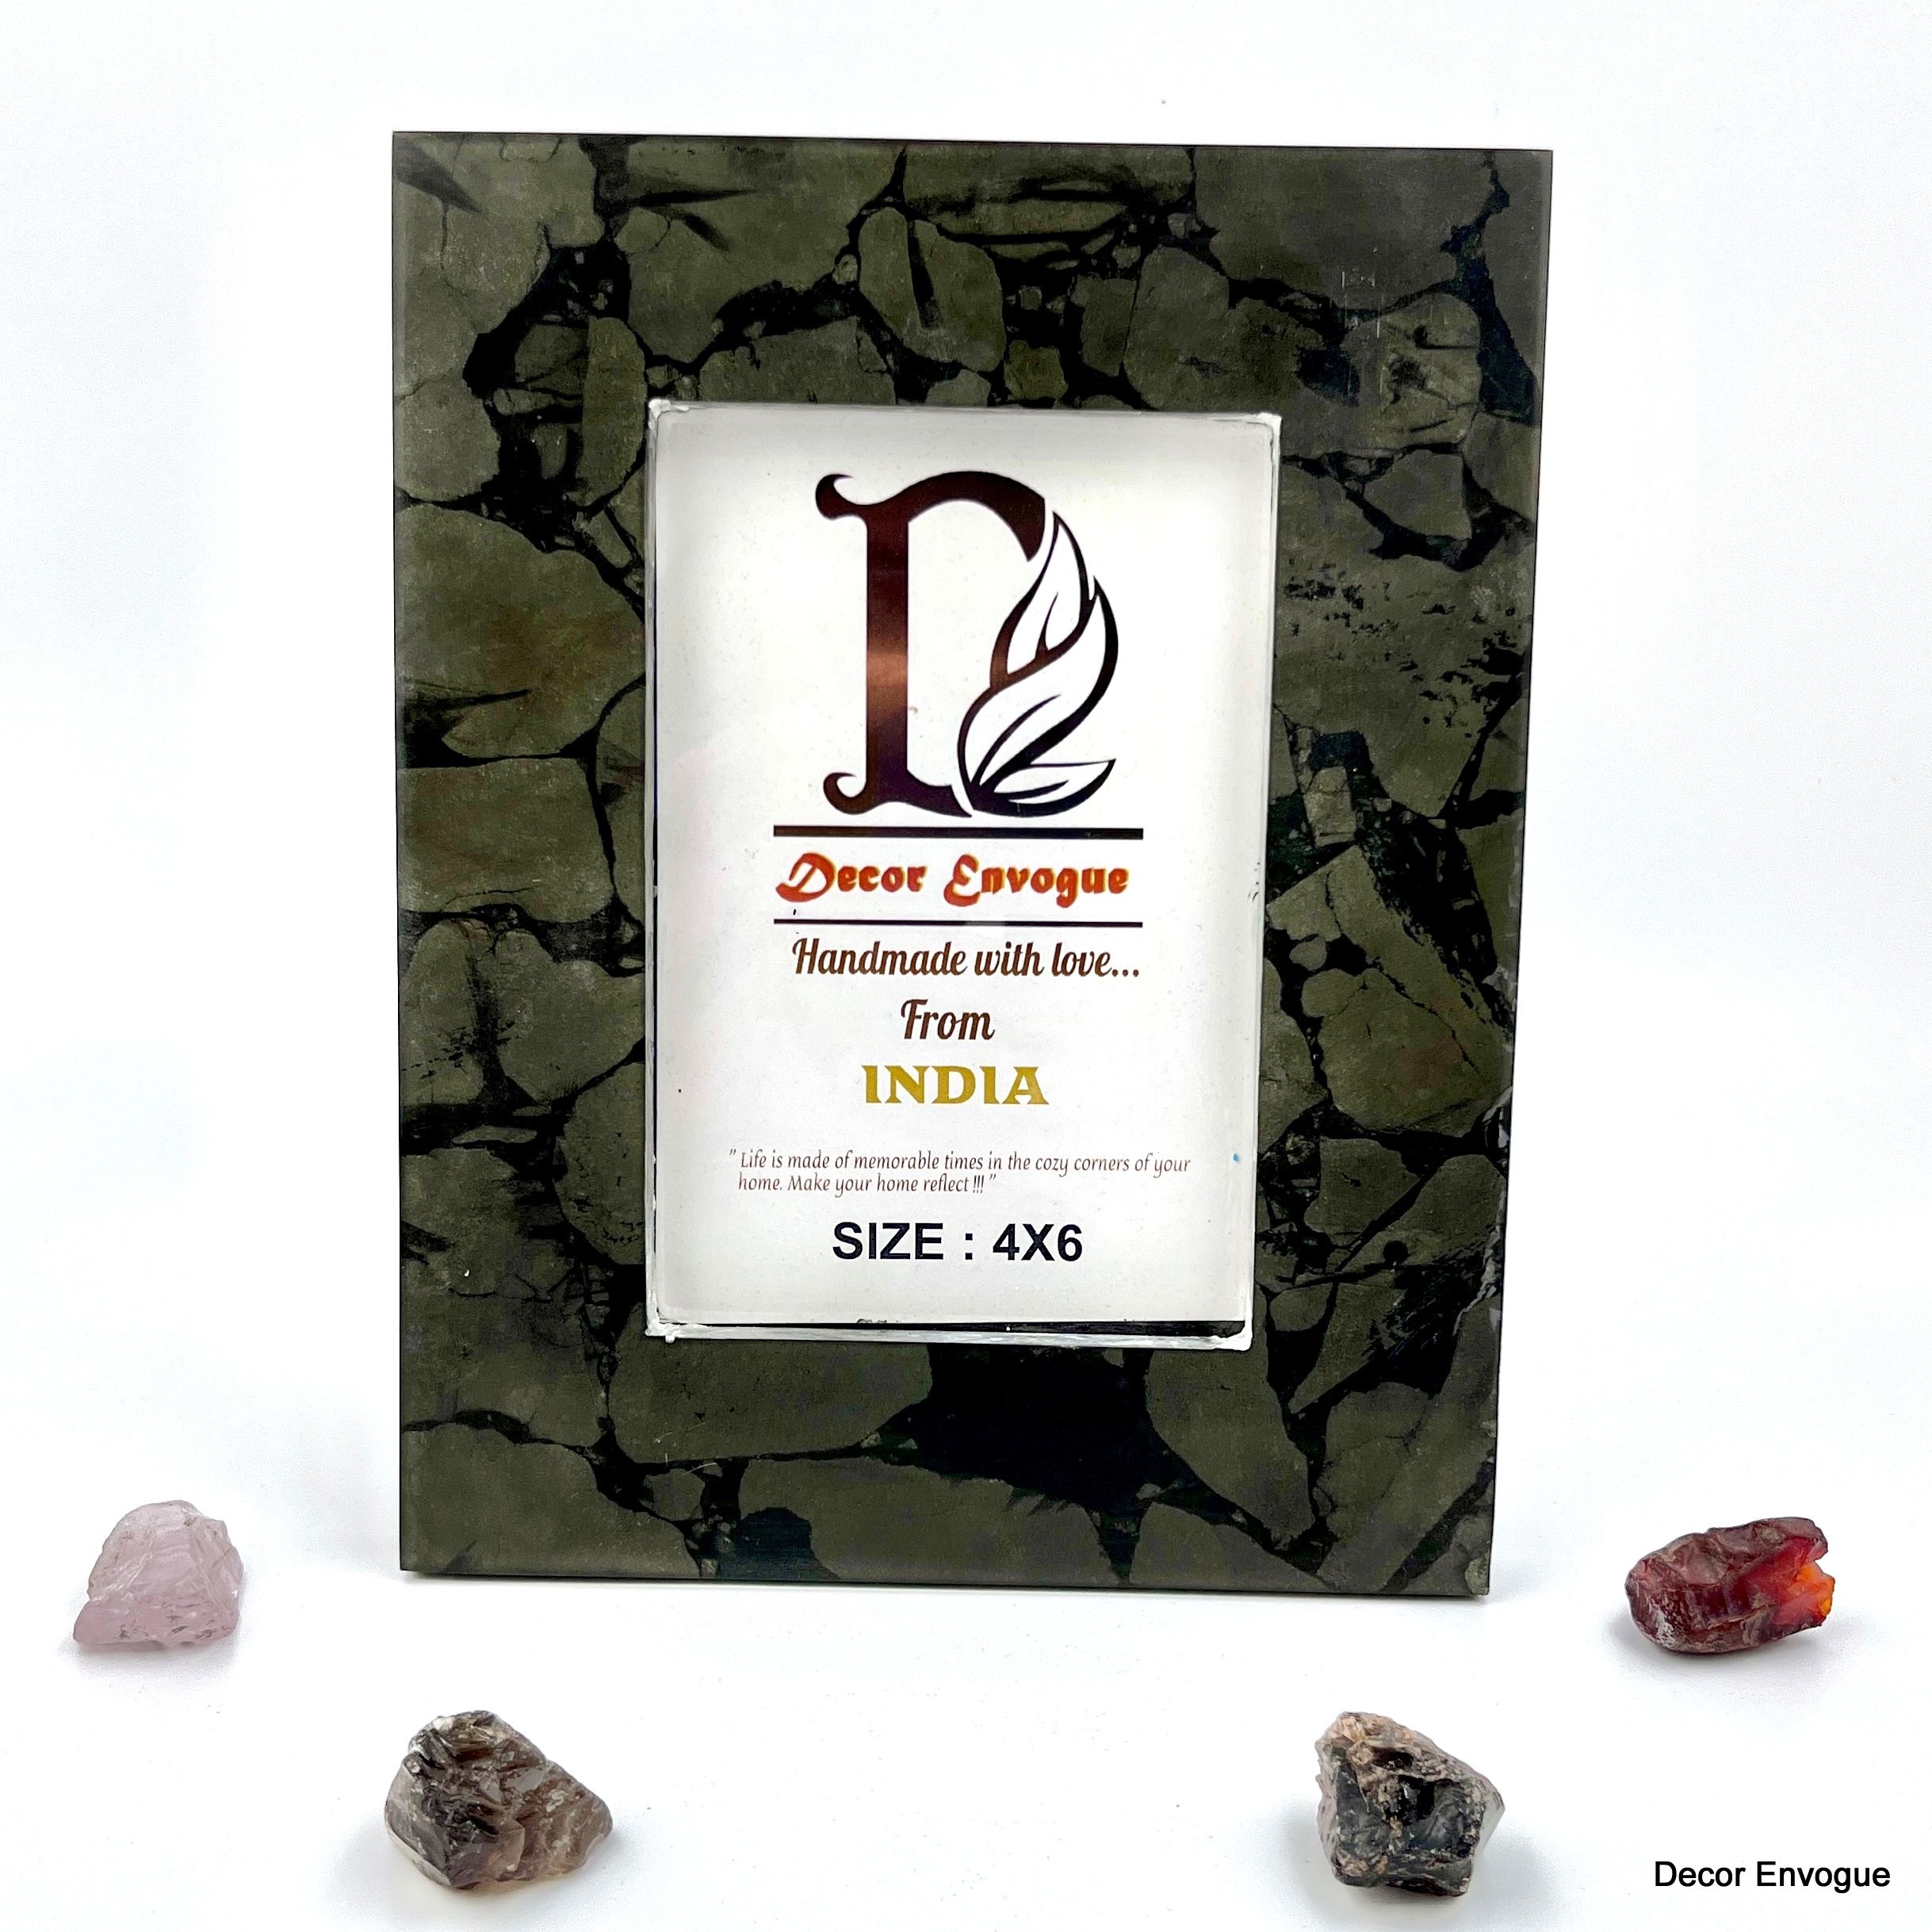 Decor Envogue
Handmade with love...
From
INDIA
" Life is made of memorable times in the cozy corners of your
home. Make your home reflect !!! "
SIZE : 4X6
Decor Envogue